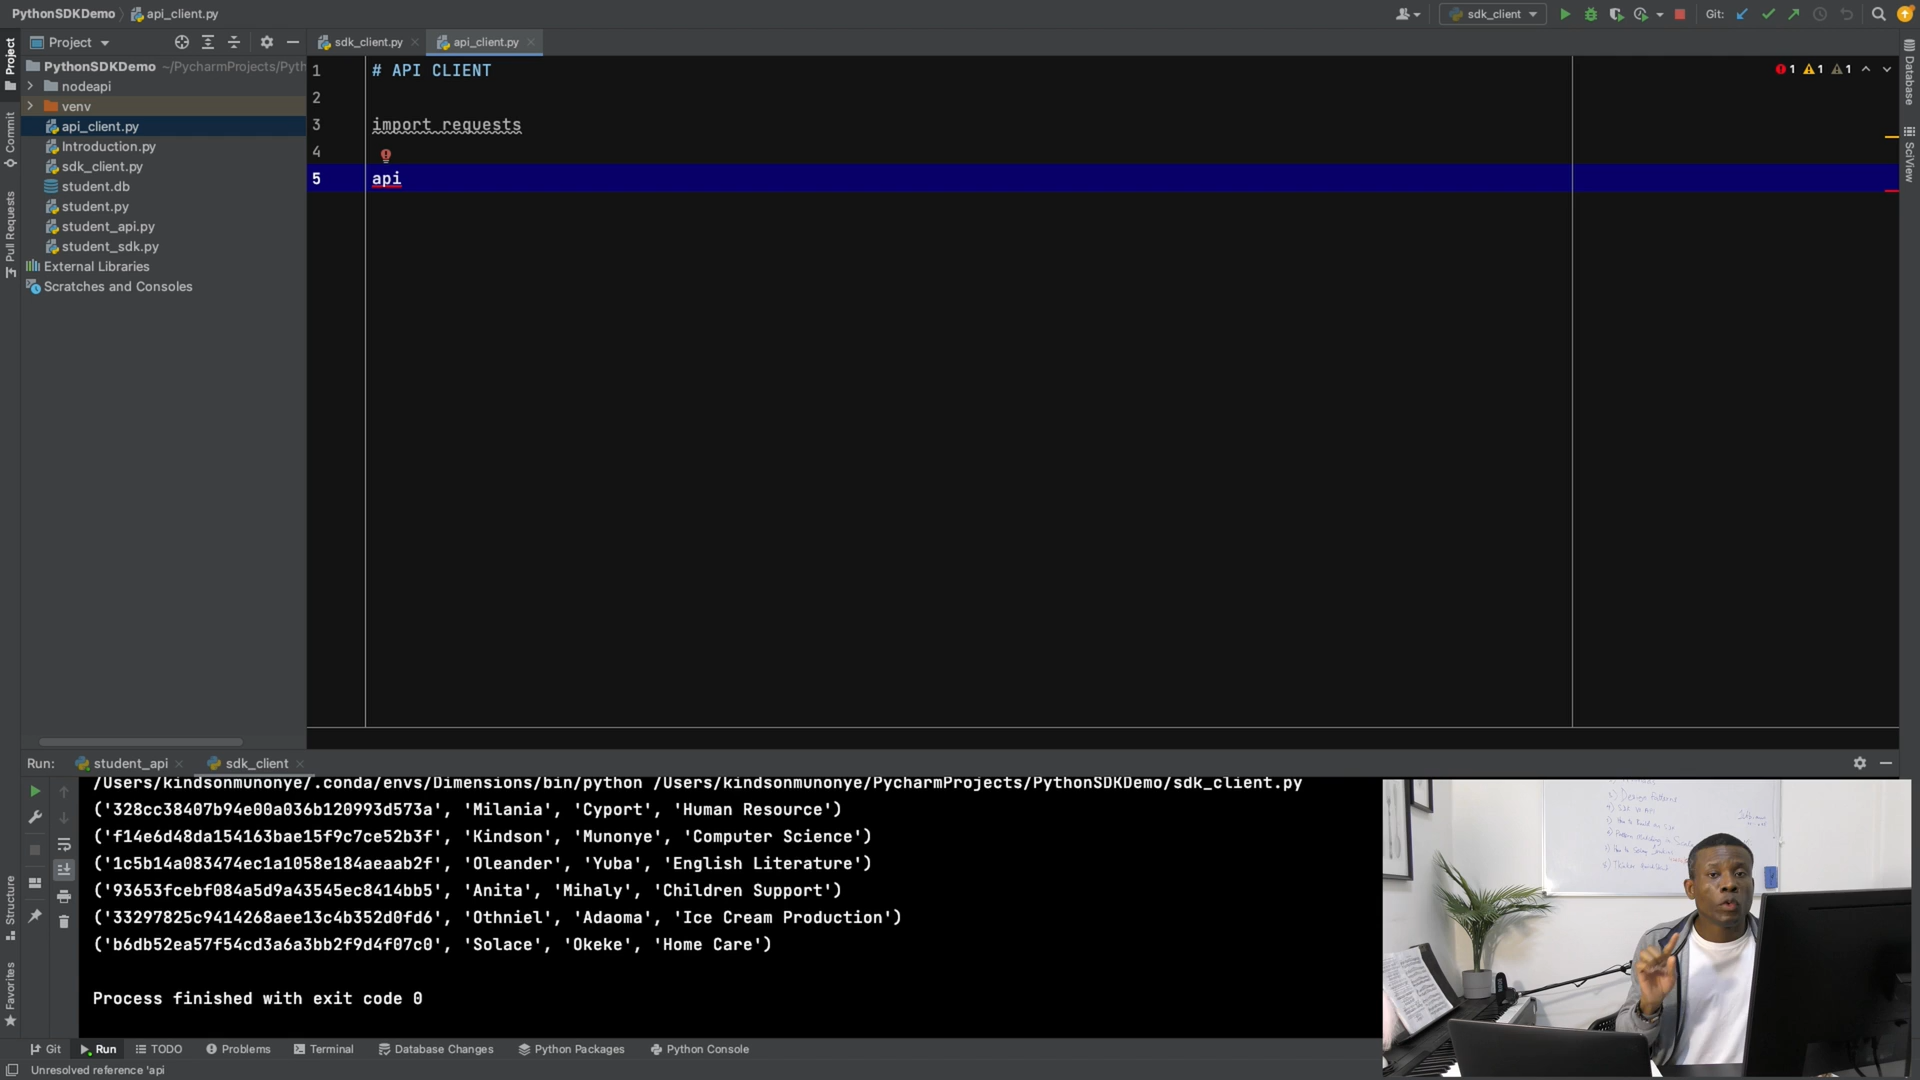 PythonSDKDemo api_client.py
sdk_client
Git:
Project
sdk_client.py
api_client.py
PythonSDKDemo ~/PycharmProjects/Pyth
nodeapi
venv
api_client.py
Introduction.py
sdk_client.py
student.db
student.py
student_api.py
student_sdk.py
External Libraries
Scratches and Consoles
Project
Commit
Pull Requests
Structure
Favorites
1 # API CLIENT
2
3 import requests
4
5 api
1 1 1
Database
SciView
Run: student_api sdk_client
/Users/kindsonmunonye/.conda/envs/Dimensions/bin/python /Users/kindsonmunonye/PycharmProjects/PythonSDKDemo/sdk_client.py
('328cc38407b94e00a036b120993d573a', 'Milania', 'Cyport', 'Human Resource')
('f14e6d48da154163bae15f9c7ce52b3f', 'Kindson', 'Munonye', 'Computer Science')
('1c5b14a083474ec1a1058e184aeaab2f', 'Oleander', 'Yuba', 'English Literature')
('93653fcebf084a5d9a43545ec8414bb5', 'Anita', 'Mihaly', 'Children Support')
('33297825c9414268aee13c4b352d0fd6', 'Othniel', 'Adaoma', 'Ice Cream Production')
('b6db52ea57f54cd3a6a3bb2f9d4f07c0', 'Solace', 'Okeke', 'Home Care')
Process finished with exit code 0
Design Patterns
Git Run TODO Problems Terminal Database Changes Python Packages Python Console
Unresolved reference 'api